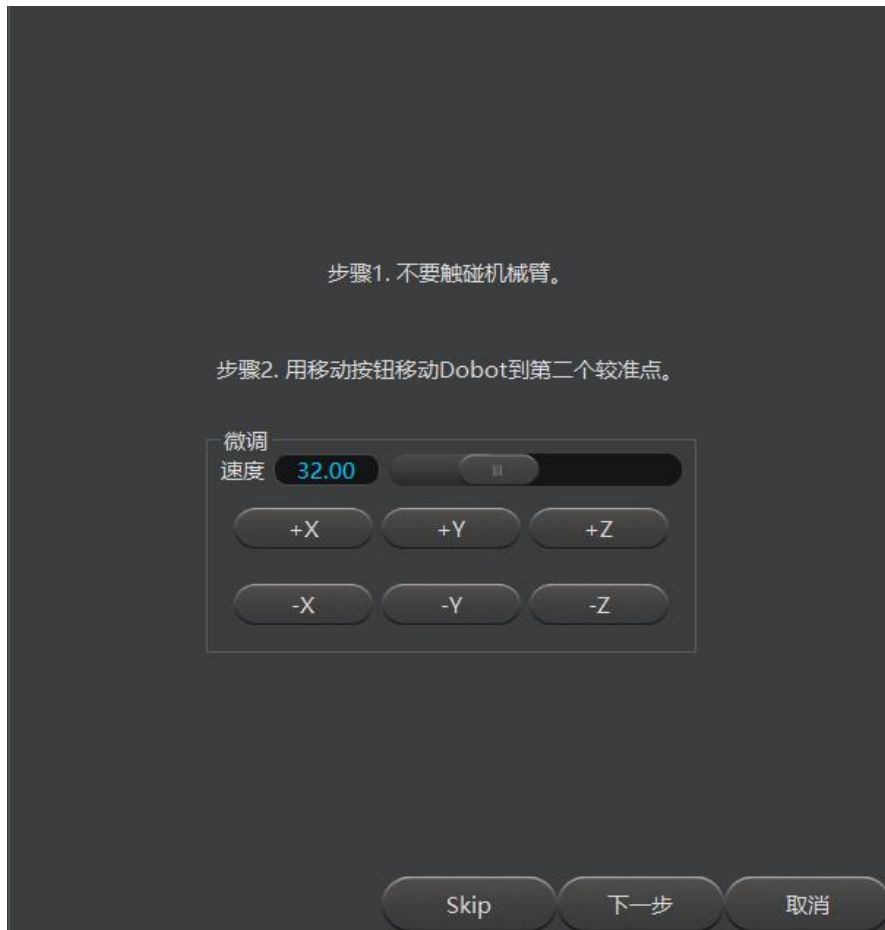 步骤1. 不要触碰机械臂。
步骤2. 用移动按钮移动Dobot到第二个较准点。
微调
速度 32.00
+X +Y +Z
-X -Y -Z
Skip 下一步 取消